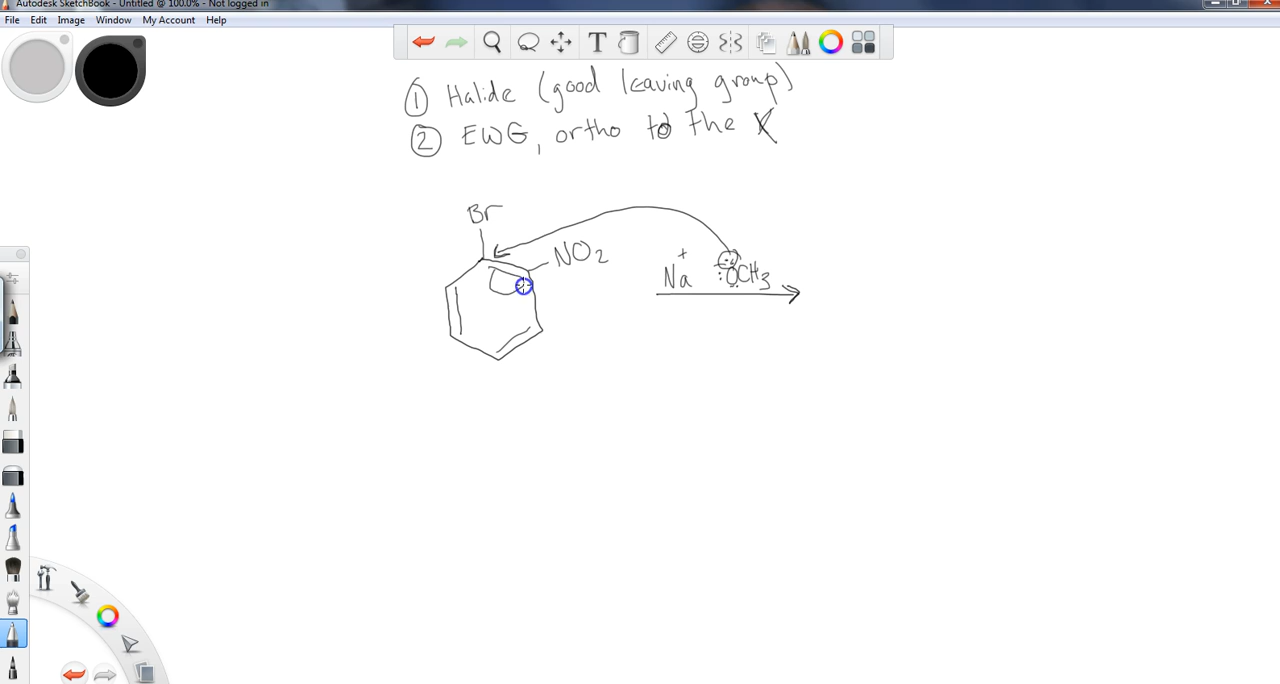 Autodesk SketchBook - Untitled @ 100.0% - Not logged in
File Edit Image Window My Account Help
① Halide (good leaving group)
② EWG, ortho to the X
Br
NO2
+ -
Na :OCH3